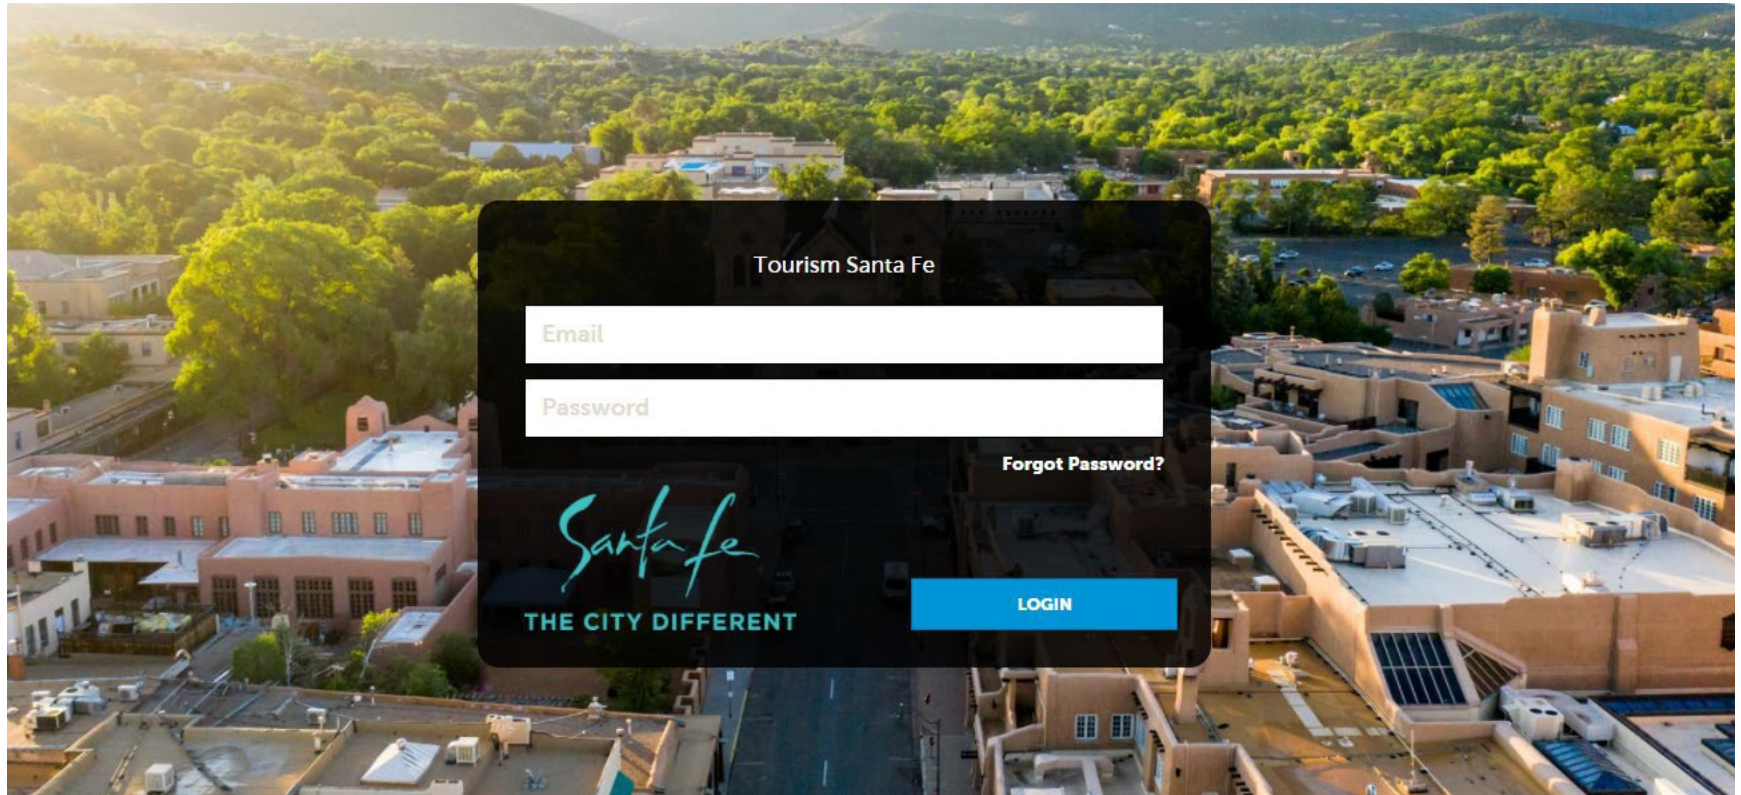 Tourism Santa Fe
Email
Password
Forgot Password?
Santa fe
THE CITY DIFFERENT
LOGIN